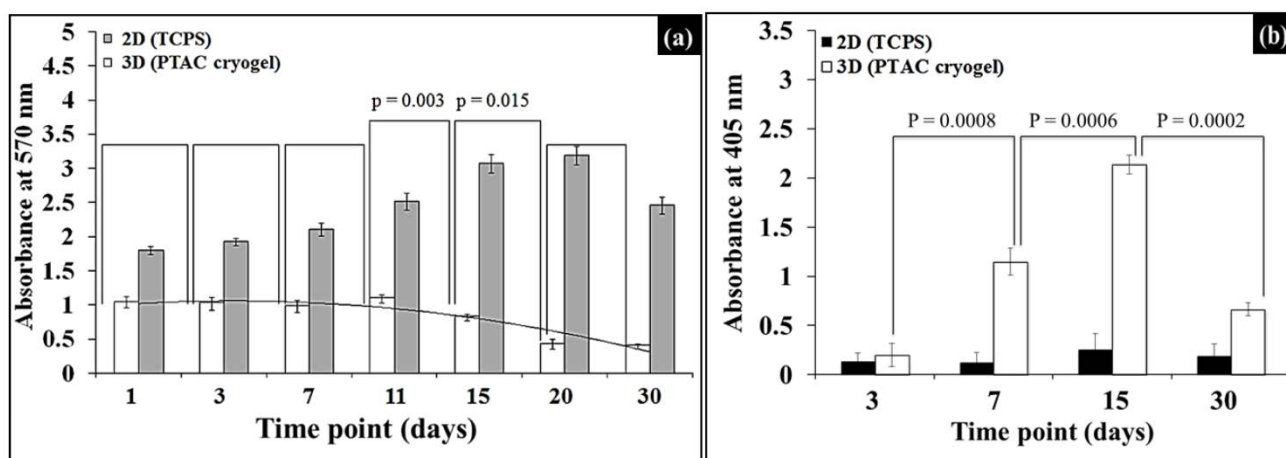 (a)
2D (TCPS)
3D (PTAC cryogel)
p = 0.003 p = 0.015
Absorbance at 570 nm
5
4.5
4
3.5
3
2.5
2
1.5
1
0.5
0
1 3 7 11 15 20 30
Time point (days)
(b)
2D (TCPS)
3D (PTAC cryogel)
P = 0.0008 P = 0.0006 P = 0.0002
Absorbance at 405 nm
3.5
3
2.5
2
1.5
1
0.5
0
3 7 15 30
Time point (days)